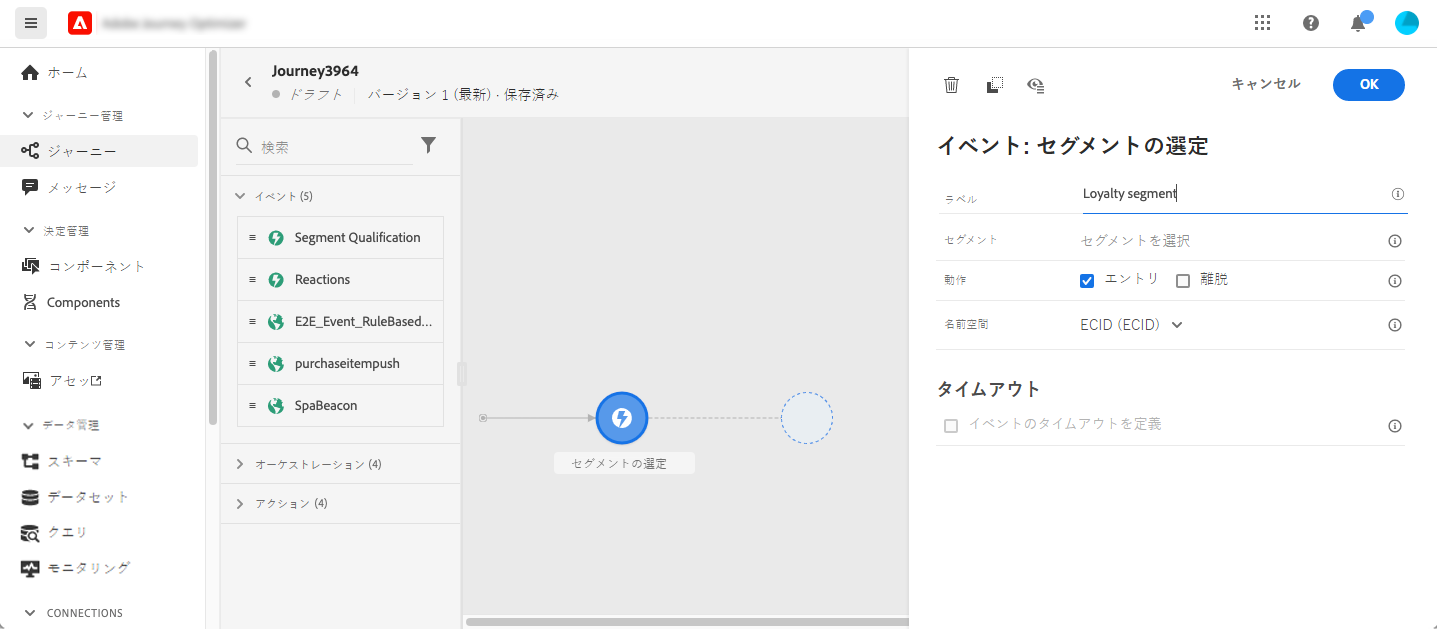 Adobe Journey Optimizer
ホーム
ジャーニー管理
ジャーニー
メッセージ
決定管理
コンポーネント
Components
コンテンツ管理
アセッ
データ管理
スキーマ
データセット
クエリ
モニタリング
CONNECTIONS
Journey3964
ドラフト
バージョン 1 (最新) · 保存済み
検索
イベント (5)
Segment Qualification
Reactions
E2E_Event_RuleBased...
purchaseitempush
SpaBeacon
オーケストレーション (4)
アクション (4)
セグメントの選定
キャンセル
OK
イベント: セグメントの選定
ラベル
Loyalty segment
セグメント
セグメントを選択
動作
エントリ
離脱
名前空間
ECID (ECID)
タイムアウト
イベントのタイムアウトを定義